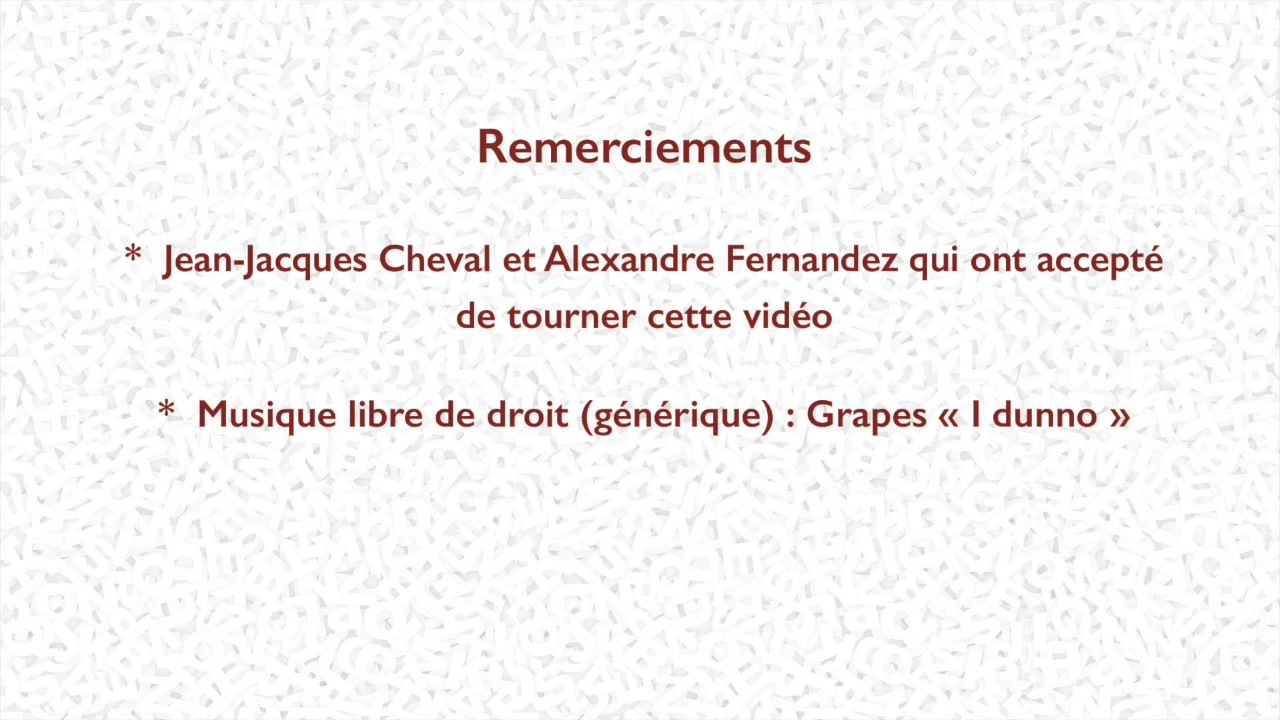 Remerciements
* Jean-Jacques Cheval et Alexandre Fernandez qui ont accepté
de tourner cette vidéo
* Musique libre de droit (générique) : Grapes « I dunno »